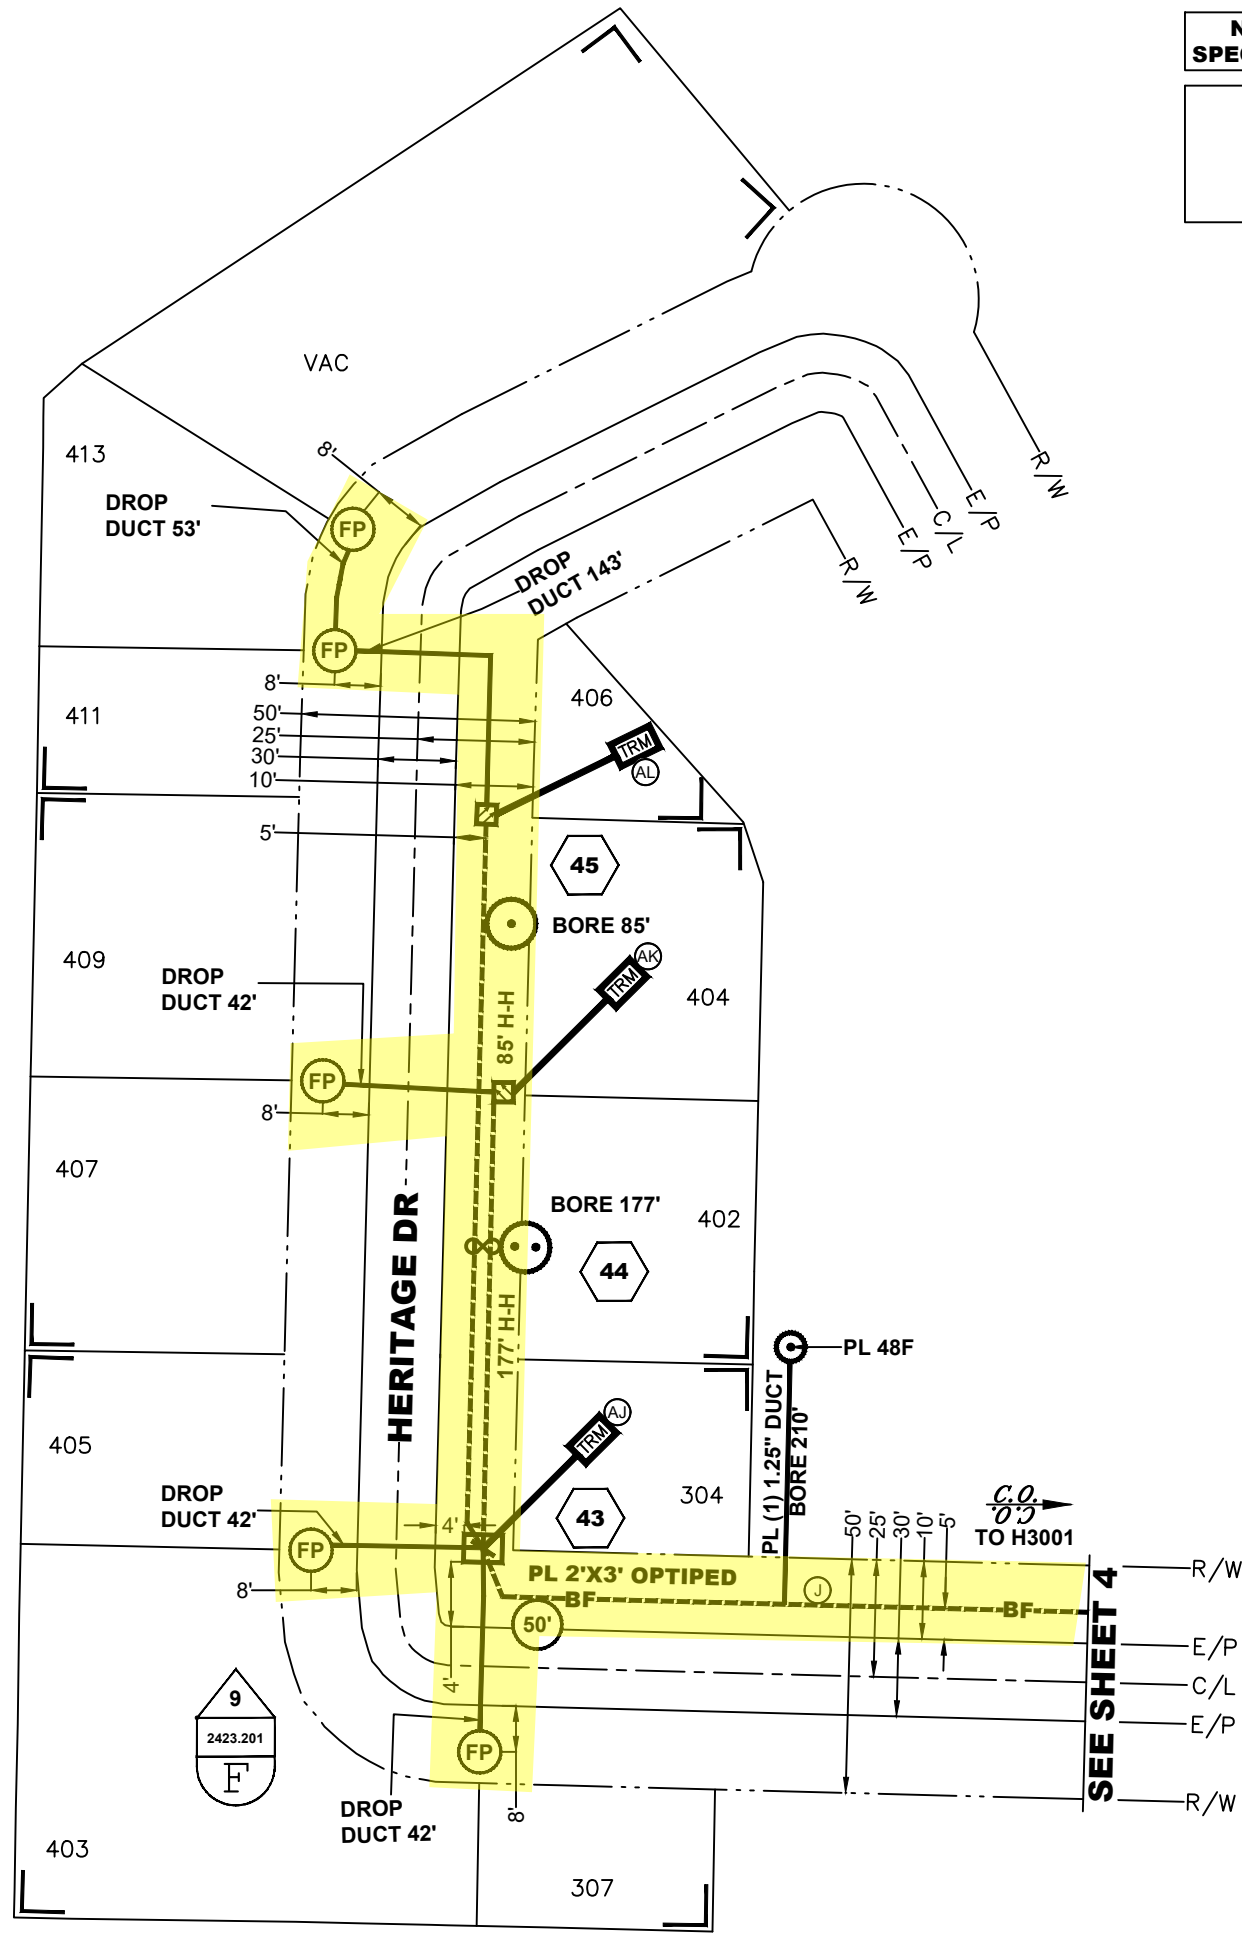 N
SPE
VAC
413
8'
DROP
DUCT 53'
FP
R/W
E/P
C/L
E/P
R/W
DROP
DUCT 143'
FP
8'
411
50'
25'
30'
10'
5'
406
TRM
AL
45
BORE 85'
409
DROP
DUCT 42'
AK
TRM
404
85' H-H
FP
8'
407
BORE 177'
402
44
HERITAGE DR
177' H-H
PL 48F
PL (1) 1.25" DUCT
BORE 210'
AJ
TRM
405
304
DROP
DUCT 42'
43
4'
FP
8'
C.O.
C.O.
TO H3001
50'
25'
30'
10'
5'
PL 2'X3' OPTIPED
BF
J
BF
50'
4'
R/W
E/P
C/L
E/P
R/W
SEE SHEET 4
9
2423.201
F
FP
8'
DROP
DUCT 42'
403
307